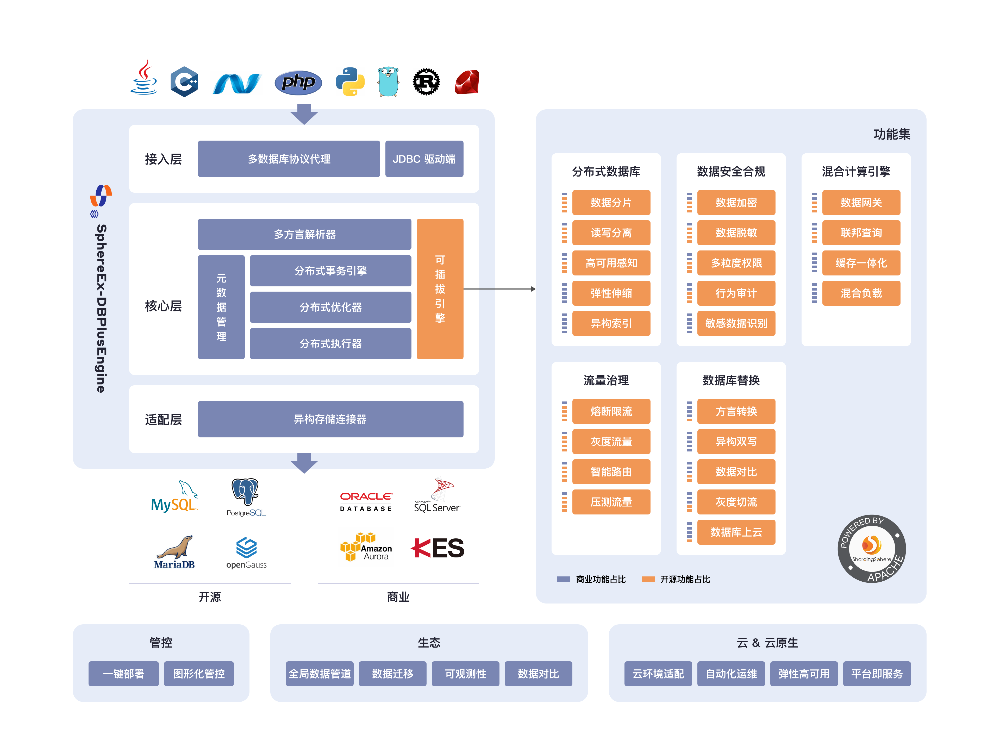 php
接入层
多数据库协议代理
JDBC 驱动端
SphereEx-DBPlusEngine
核心层
多方言解析器
元数据管理
分布式事务引擎
分布式优化器
分布式执行器
可插拔引擎
适配层
异构存储连接器
MySQL™
PostgreSQL
ORACLE®
DATABASE
Microsoft®
SQL Server
MariaDB
openGauss
Amazon
Aurora
KES
开源
商业
功能集
分布式数据库
数据分片
读写分离
高可用感知
弹性伸缩
异构索引
数据安全合规
数据加密
数据脱敏
多粒度权限
行为审计
敏感数据识别
混合计算引擎
数据网关
联邦查询
缓存一体化
混合负载
流量治理
熔断限流
灰度流量
智能路由
压测流量
数据库替换
方言转换
异构双写
数据对比
灰度切流
数据库上云
商业功能占比
开源功能占比
POWERED BY
ShardingSphere
APACHE
管控
一键部署
图形化管控
生态
全局数据管道
数据迁移
可观测性
数据对比
云 & 云原生
云环境适配
自动化运维
弹性高可用
平台即服务